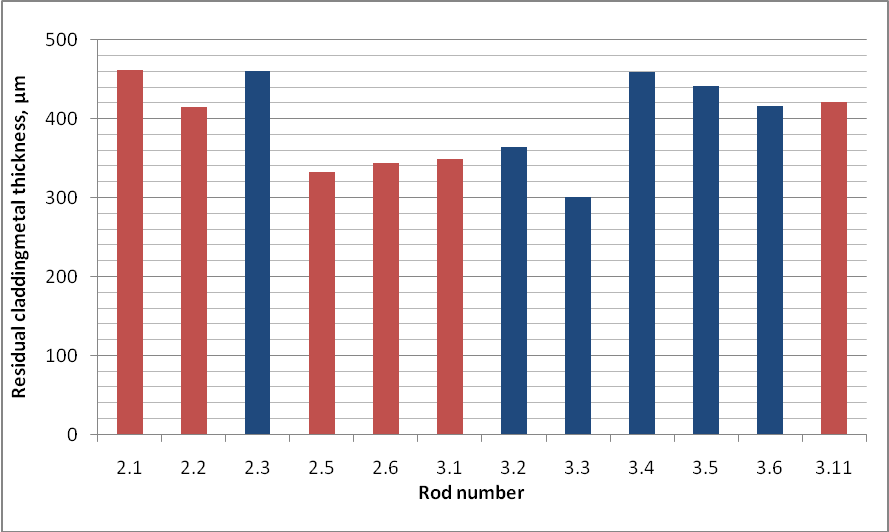 500
400
300
200
100
0
Residual claddingmetal thickness, µm
2.1 2.2 2.3 2.5 2.6 3.1 3.2 3.3 3.4 3.5 3.6 3.11
Rod number